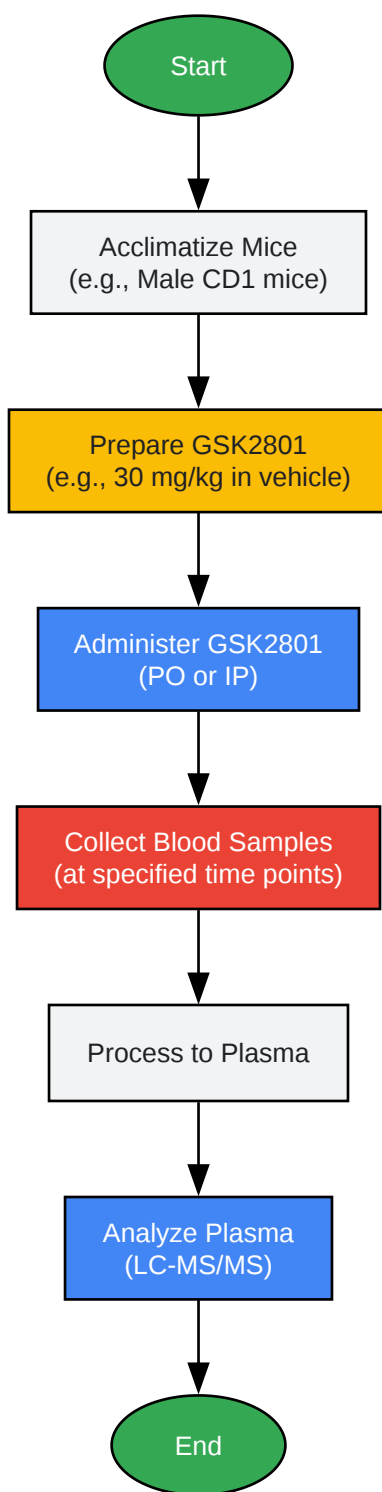 Start
Acclimatize Mice
(e.g., Male CD1 mice)
Prepare GSK2801
(e.g., 30 mg/kg in vehicle)
Administer GSK2801
(PO or IP)
Collect Blood Samples
(at specified time points)
Process to Plasma
Analyze Plasma
(LC-MS/MS)
End